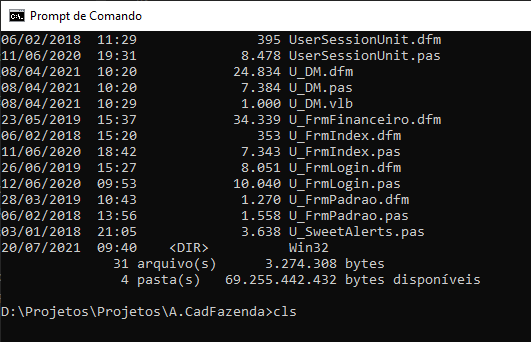 Prompt de Comando
06/02/2018  11:29               395 UserSessionUnit.dfm
11/06/2020  19:31             8.478 UserSessionUnit.pas
08/04/2021  10:20            24.834 U_DM.dfm
08/04/2021  10:20             7.384 U_DM.pas
08/04/2021  10:29             1.000 U_DM.vlb
23/05/2019  15:37            34.339 U_FrmFinanceiro.dfm
06/02/2018  15:20               353 U_FrmIndex.dfm
11/06/2020  18:42             7.343 U_FrmIndex.pas
26/06/2019  15:27             8.051 U_FrmLogin.dfm
12/06/2020  09:53            10.040 U_FrmLogin.pas
28/03/2019  10:43             1.270 U_FrmPadrao.dfm
06/02/2018  13:56             1.558 U_FrmPadrao.pas
03/01/2018  21:05             3.638 U_SweetAlerts.pas
20/07/2021  09:40    <DIR>          Win32
31 arquivo(s)      3.274.308 bytes
4 pasta(s)   69.255.442.432 bytes disponíveis
D:\Projetos\Projetos\A.CadFazenda>cls